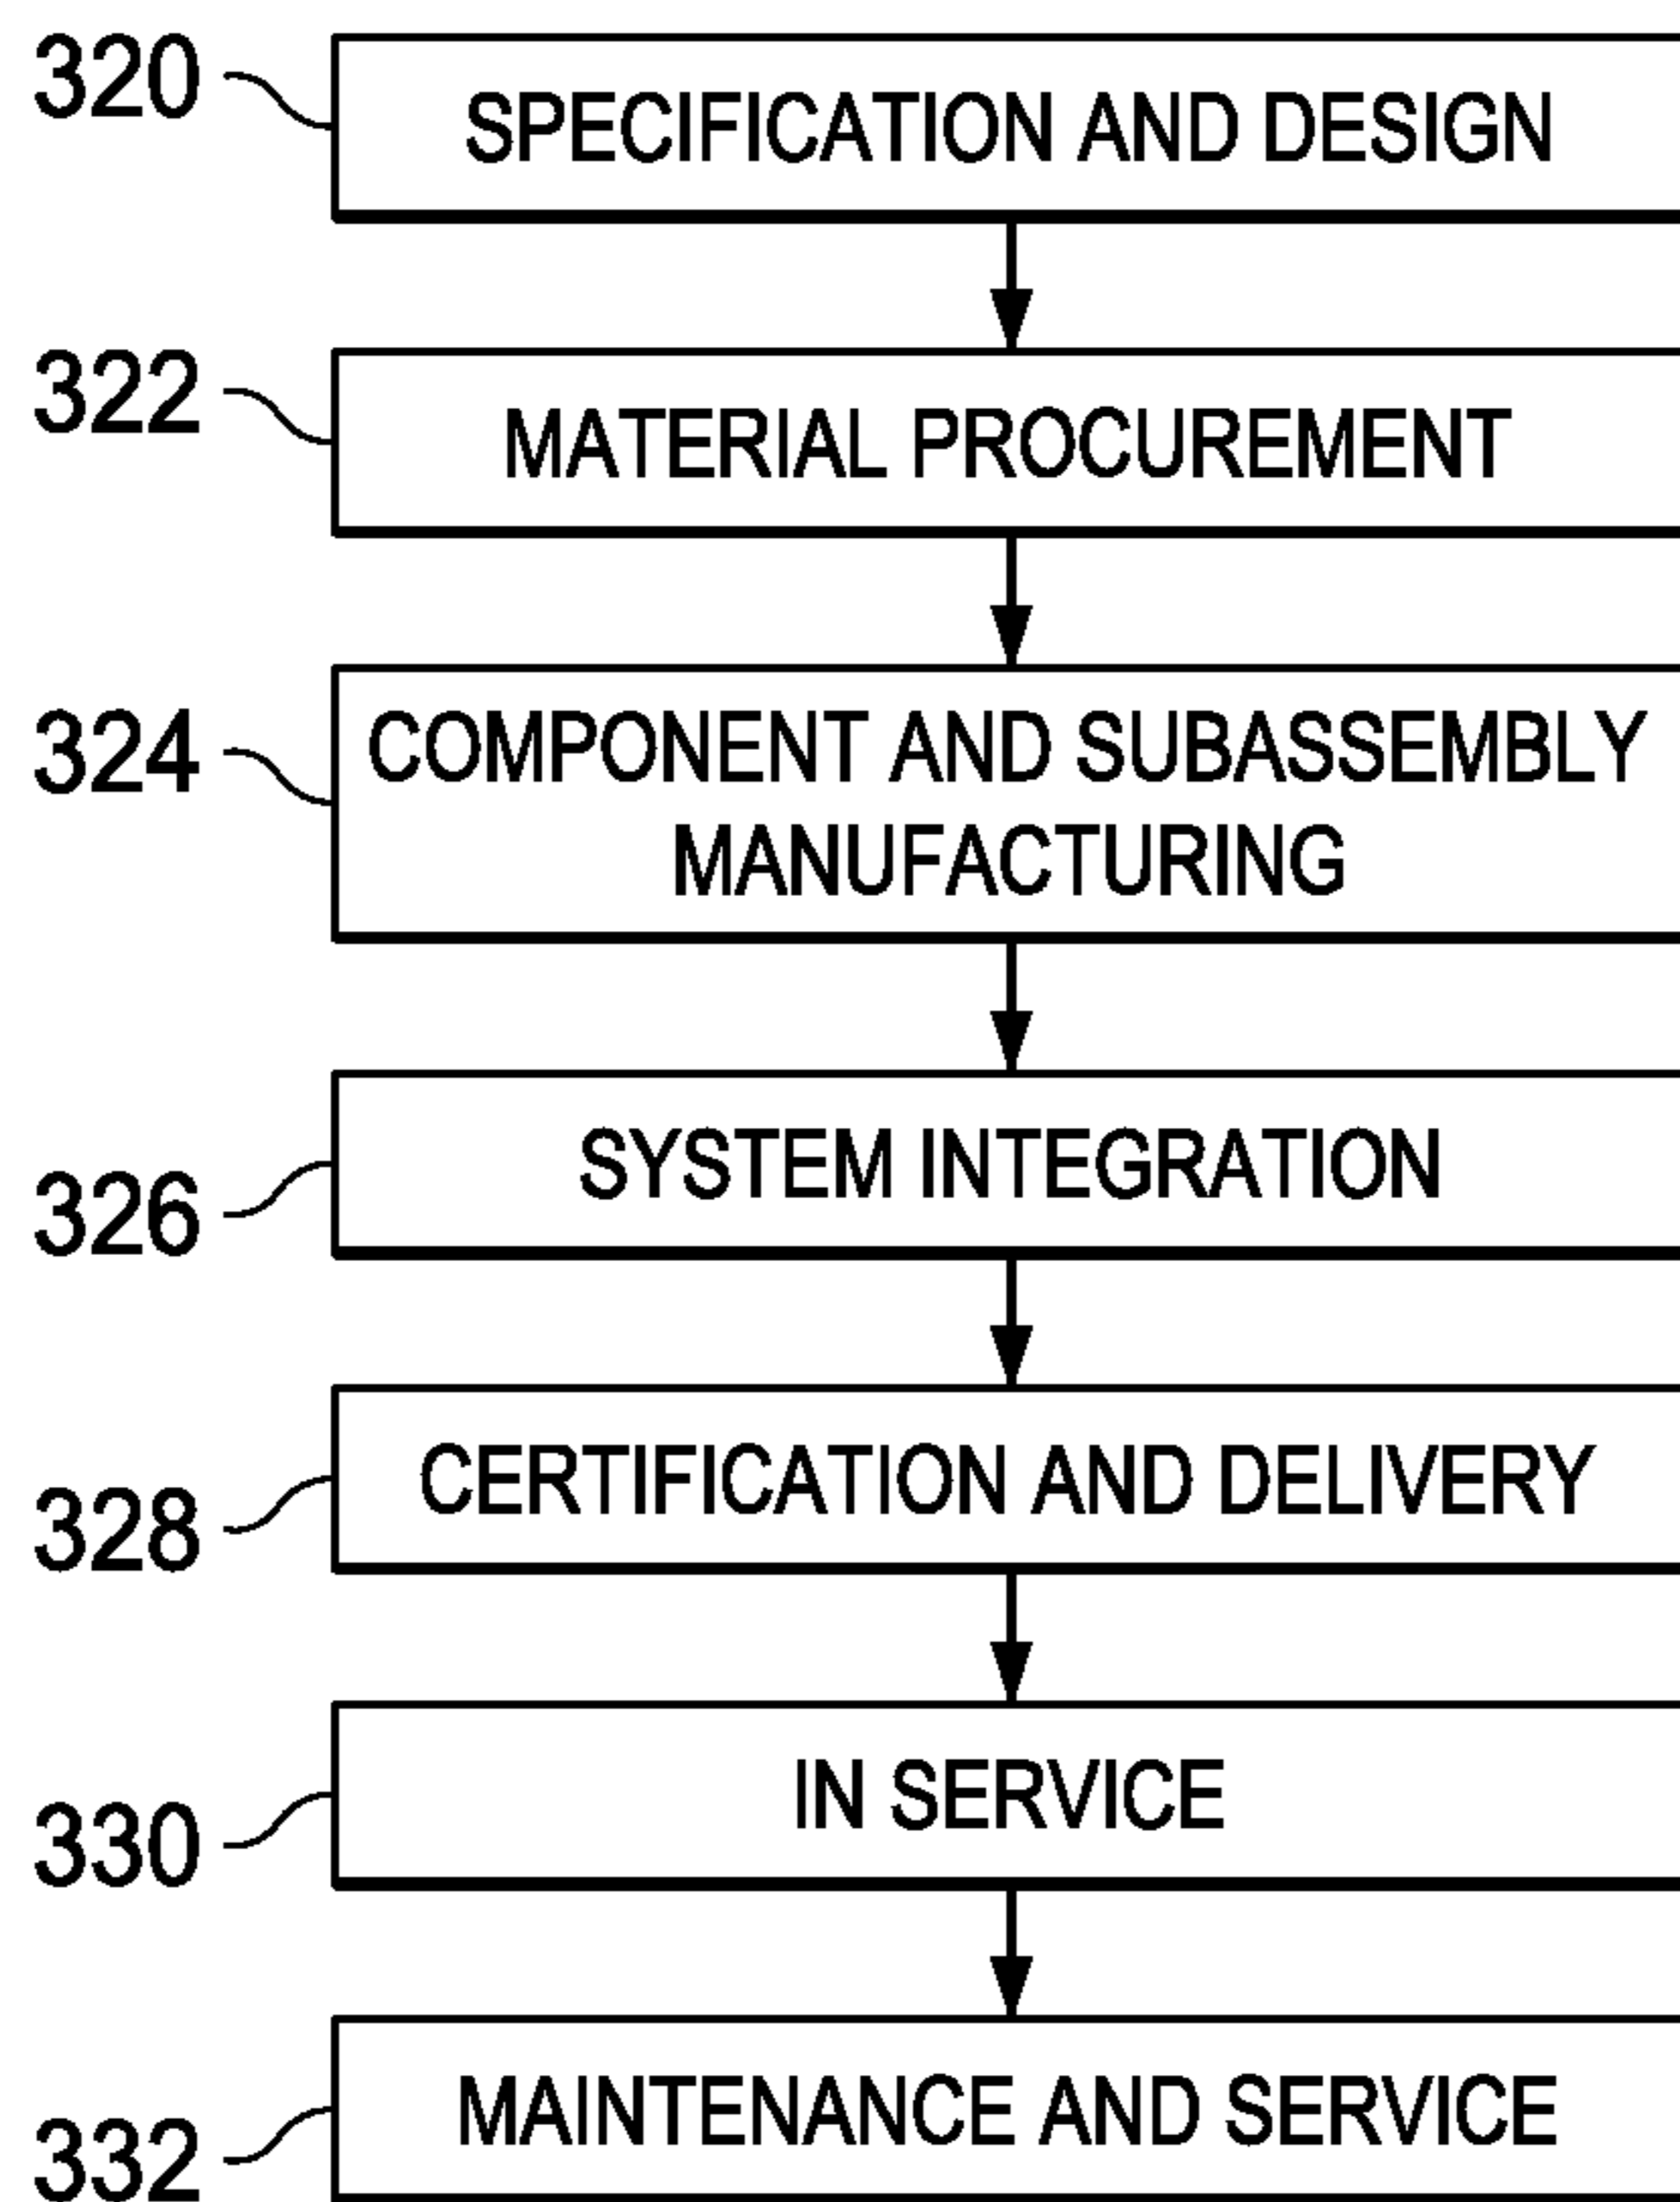 320
SPECIFICATION AND DESIGN
322
MATERIAL PROCUREMENT
324
COMPONENT AND SUBASSEMBLY
MANUFACTURING
SYSTEM INTEGRATION
326
CERTIFICATION AND DELIVERY
328
IN SERVICE
330
MAINTENANCE AND SERVICE
332